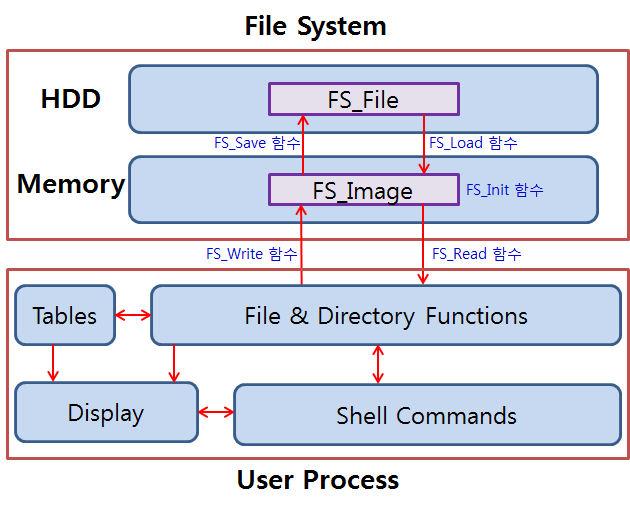 File System
HDD
FS_File
FS_Save 함수
FS_Load 함수
Memory
FS_Image
FS_Init 함수
FS_Write 함수
FS_Read 함수
Tables
File & Directory Functions
Display
Shell Commands
User Process